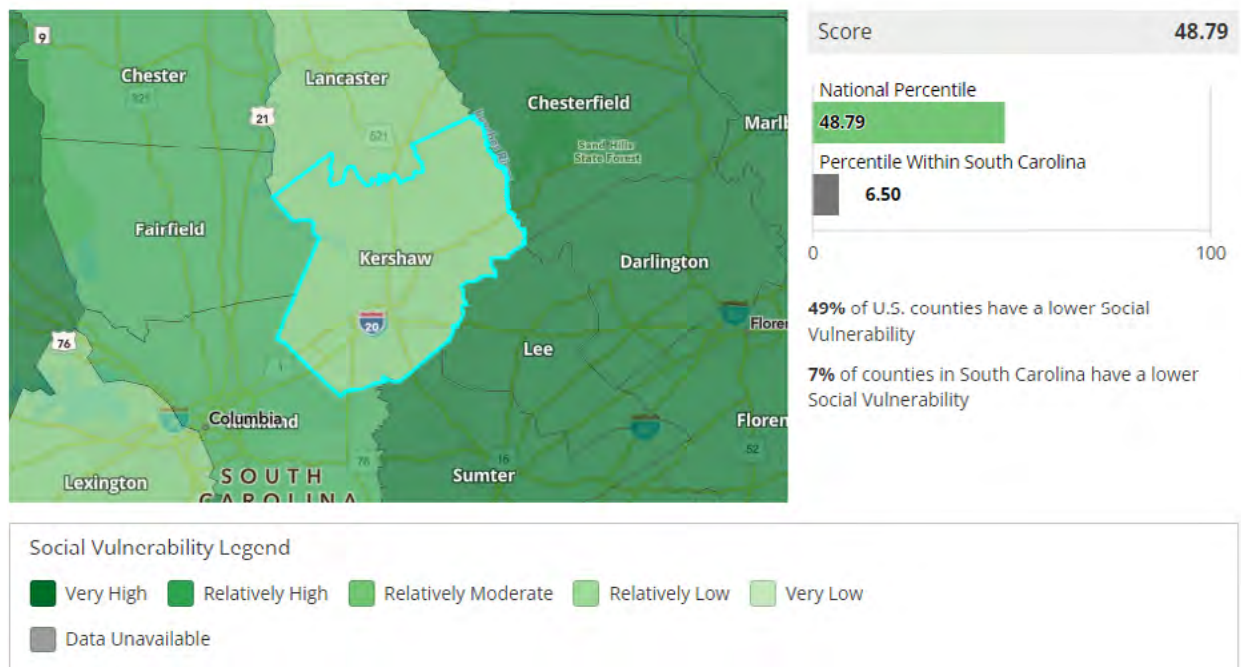 9
Chester
321
Lancaster
21
521
Chesterfield
Marlb
Sand Hills
State Forest
Fairfield
Kershaw
Darlington
20
Floren
76
Lee
Columbia
Lexington
SOUTH
CAROLINA
76
15
Sumter
Floren
52
Score 48.79
National Percentile
48.79
Percentile Within South Carolina
6.50
0 100
49% of U.S. counties have a lower Social
Vulnerability
7% of counties in South Carolina have a lower
Social Vulnerability
Social Vulnerability Legend
Very High Relatively High Relatively Moderate Relatively Low Very Low
Data Unavailable